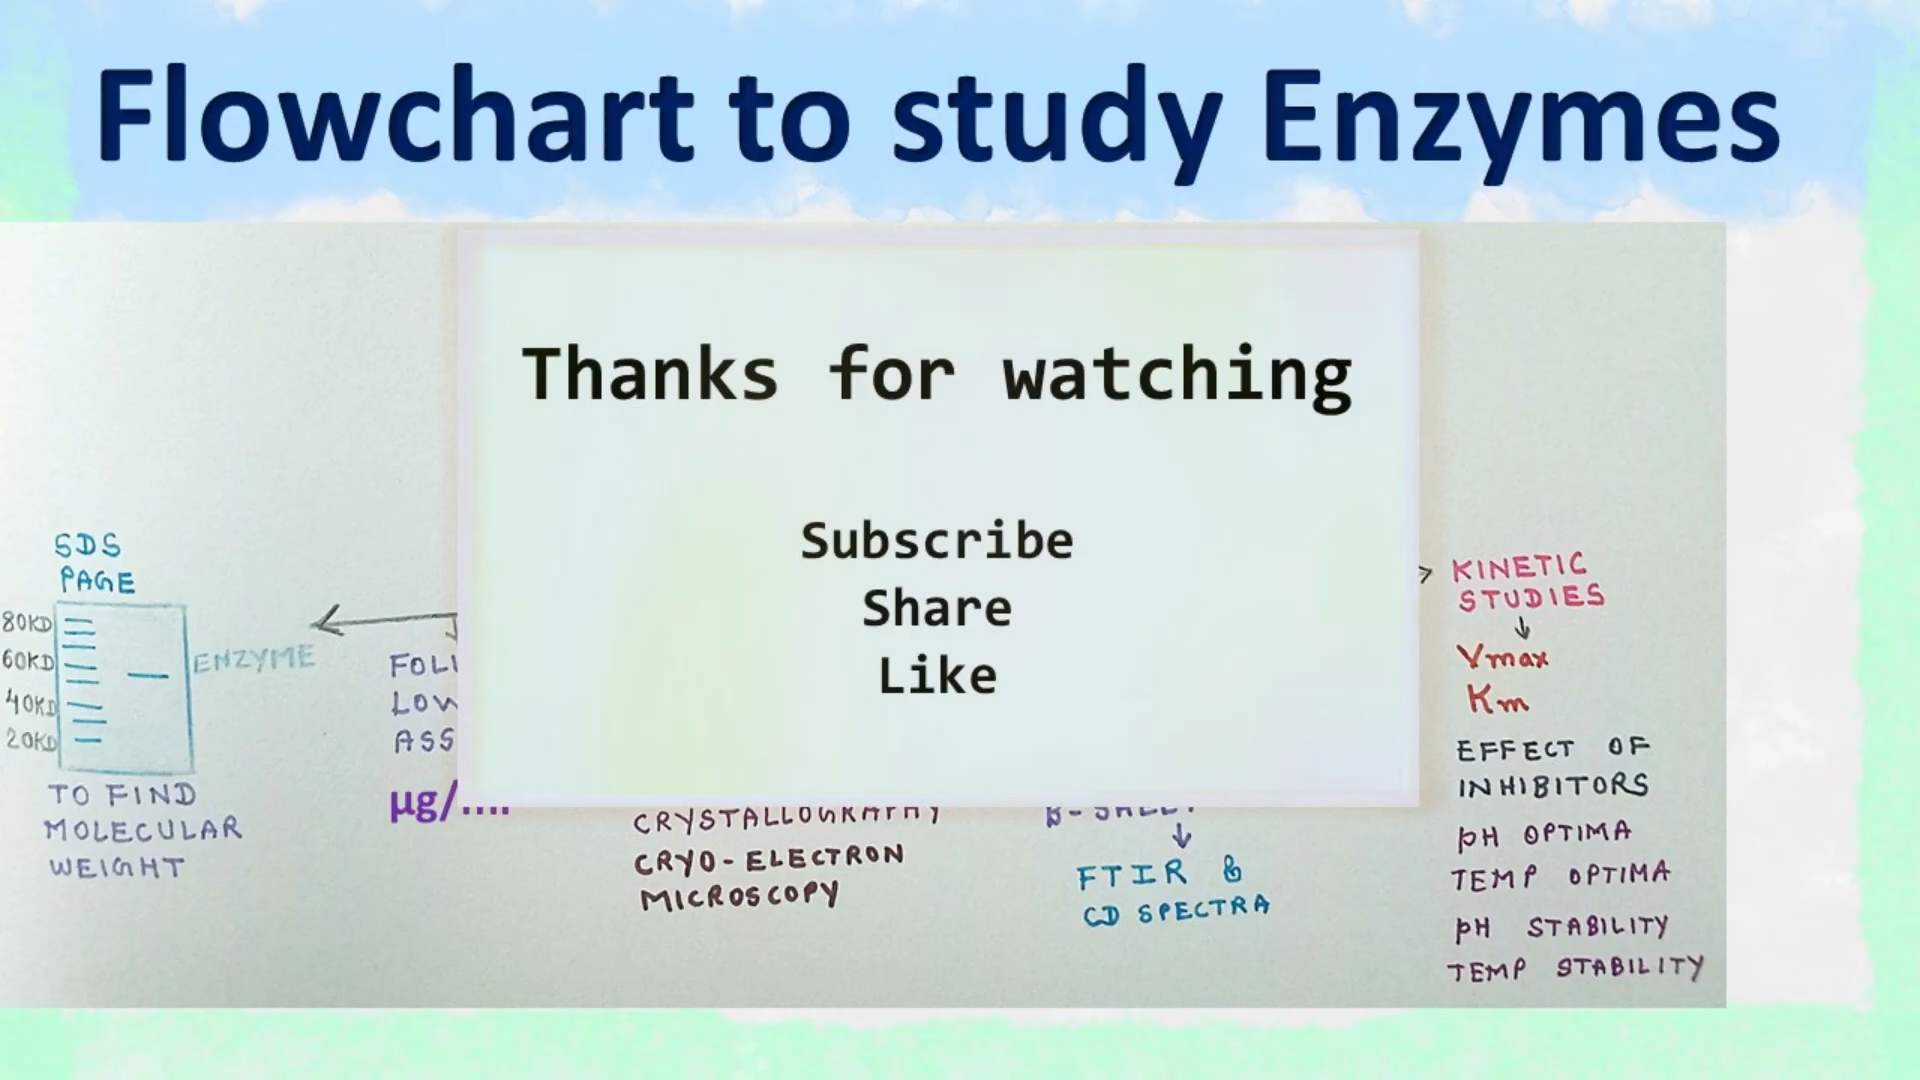 Flowchart to study Enzymes
Thanks for watching
Subscribe
Share
Like
SDS
PAGE
80KD
60KD
40KD
20KD
ENZYME
TO FIND
MOLECULAR
WEIGHT
µg/
CRYSTALLOGRAPHY
CRYO-ELECTRON
MICROSCOPY
FTIR &
CD SPECTRA
KINETIC
STUDIES
Vmax
Km
EFFECT OF
INHIBITORS
pH OPTIMA
TEMP OPTIMA
pH STABILITY
TEMP STABILITY